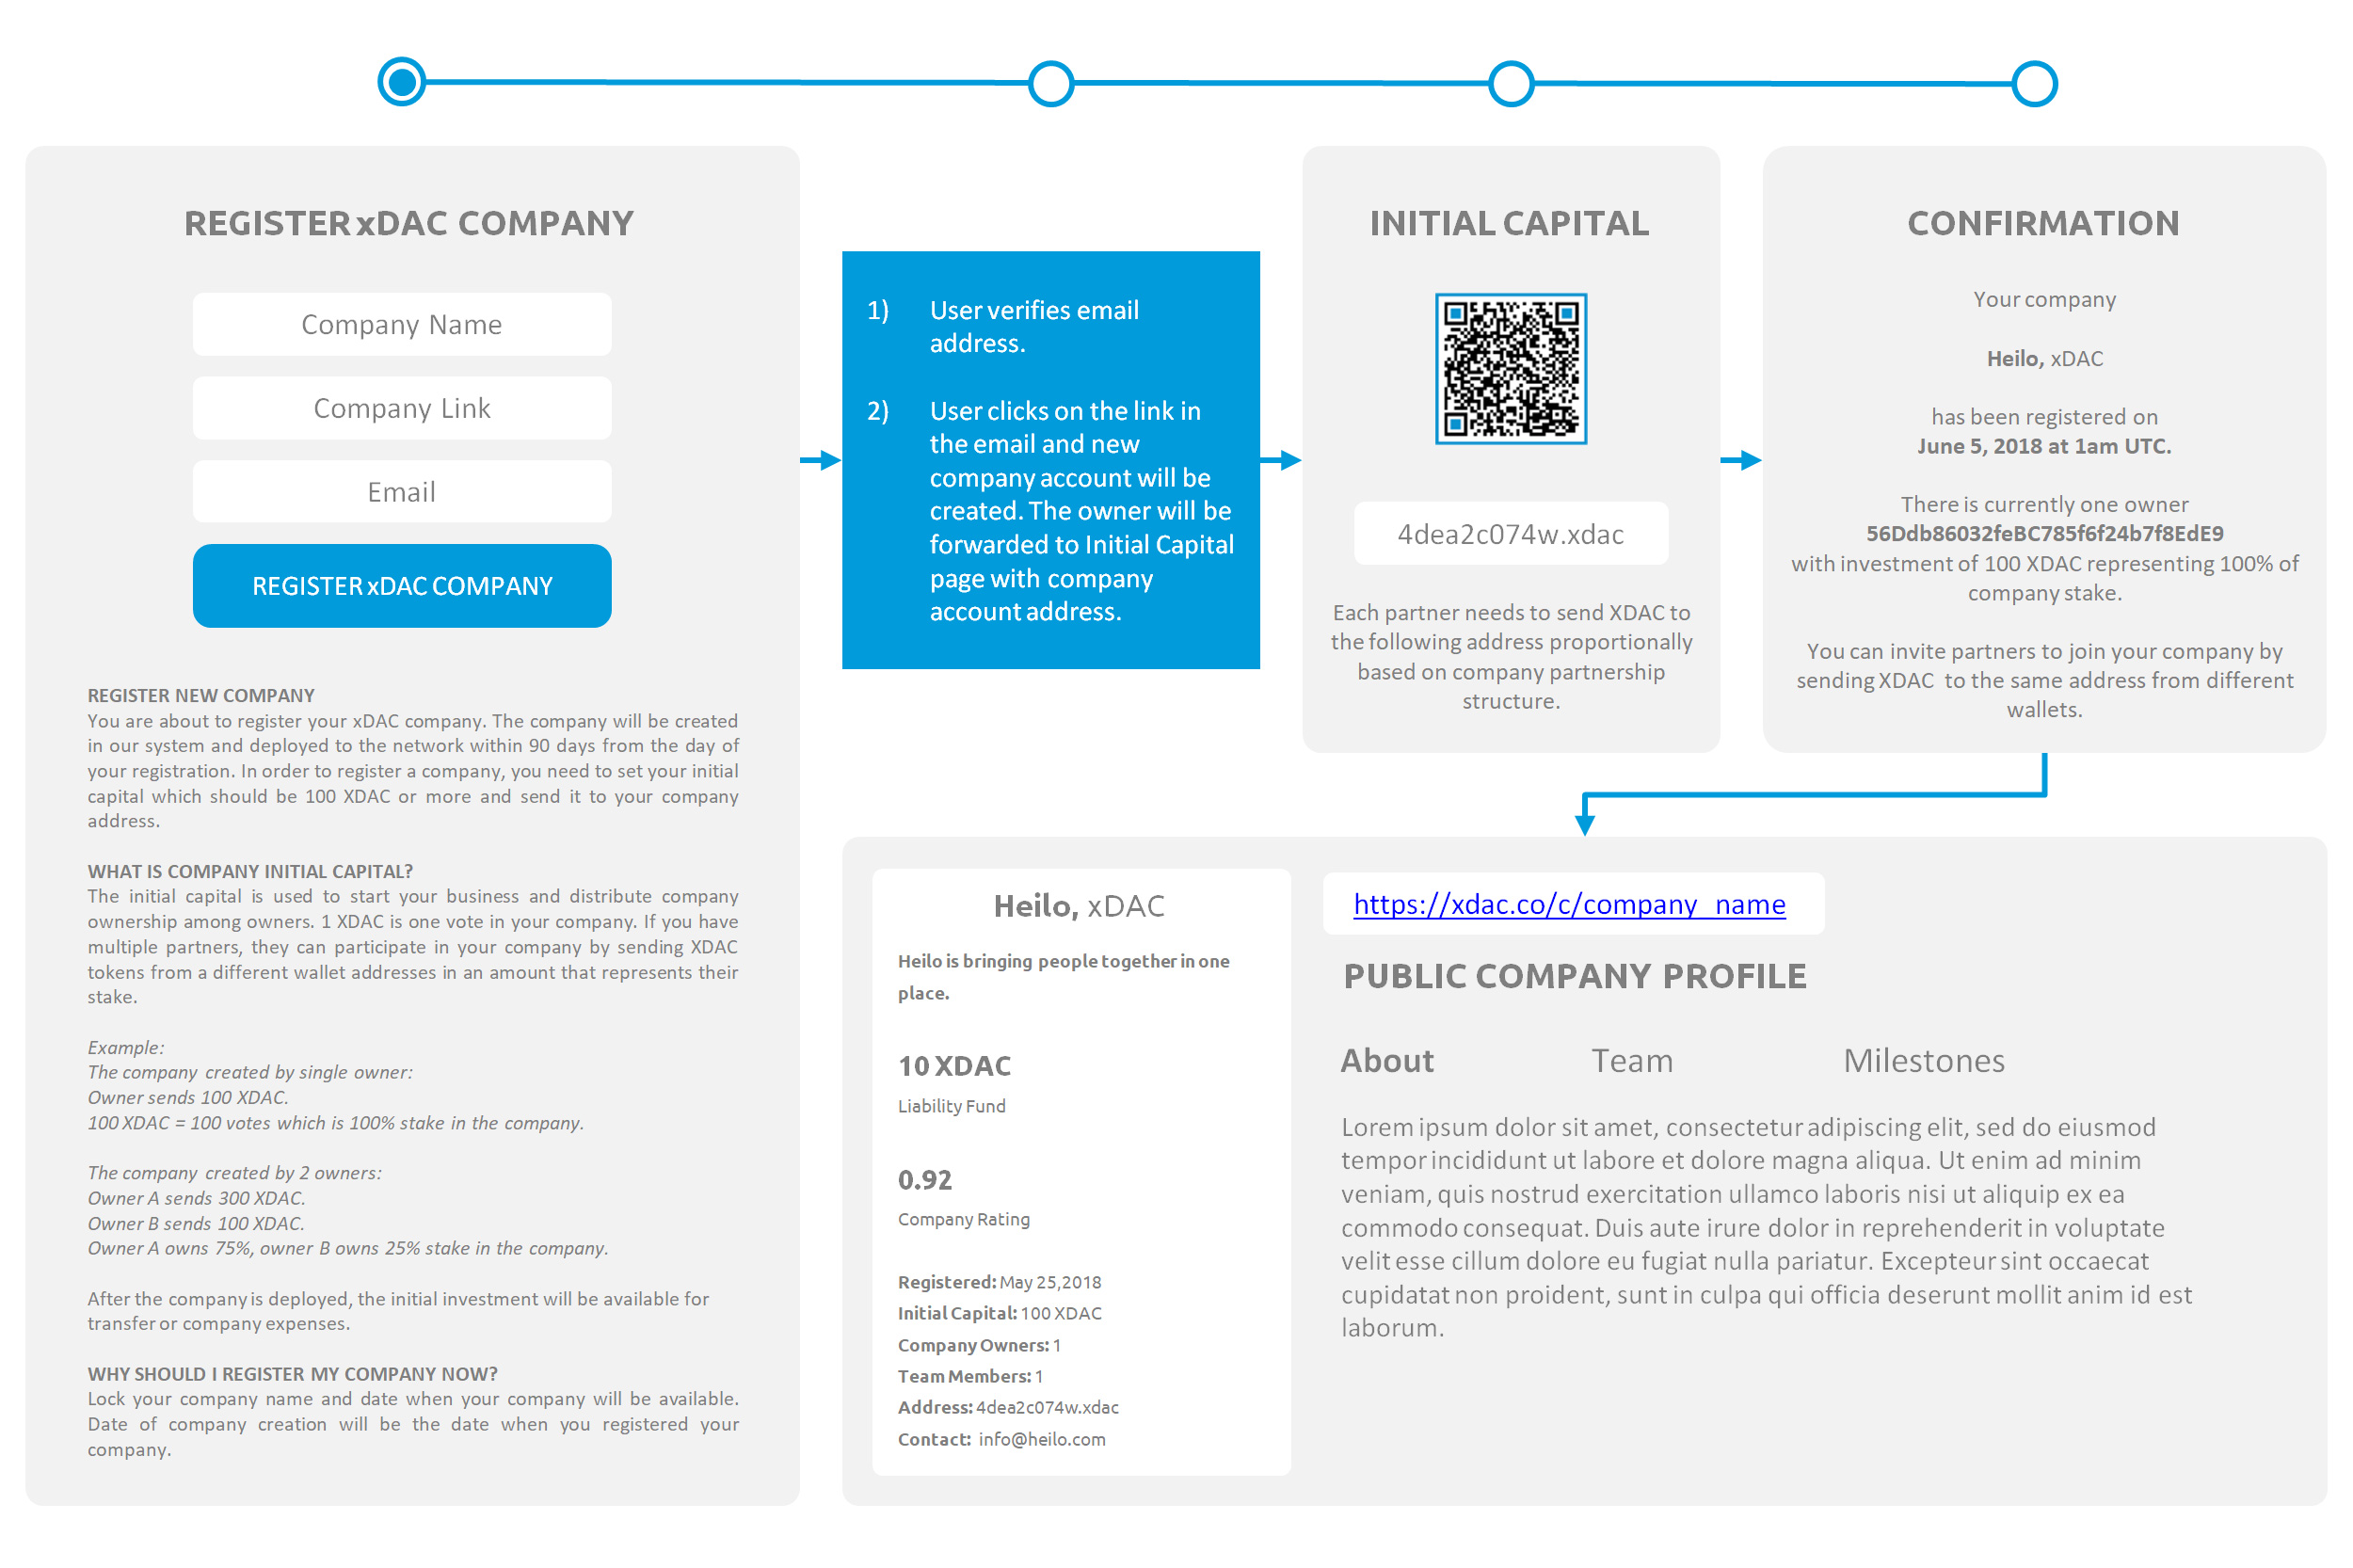 REGISTER xDAC COMPANY
Company Name
Company Link
Email
REGISTER xDAC COMPANY
REGISTER NEW COMPANY
You are about to register your xDAC company. The company will be created
in our system and deployed to the network within 90 days from the day of
your registration. In order to register a company, you need to set your initial
capital which should be 100 XDAC or more and send it to your company
address.
WHAT IS COMPANY INITIAL CAPITAL?
The initial capital is used to start your business and distribute company
ownership among owners. 1 XDAC is one vote in your company. If you have
multiple partners, they can participate in your company by sending XDAC
tokens from a different wallet addresses in an amount that represents their
stake.
Example:
The company created by single owner:
Owner sends 100 XDAC.
100 XDAC = 100 votes which is 100% stake in the company.
The company created by 2 owners:
Owner A sends 300 XDAC.
Owner B sends 100 XDAC.
Owner A owns 75%, owner B owns 25% stake in the company.
After the company is deployed, the initial investment will be available for
transfer or company expenses.
WHY SHOULD I REGISTER MY COMPANY NOW?
Lock your company name and date when your company will be available.
Date of company creation will be the date when you registered your
company.
1) User verifies email
address.
2) User clicks on the link in
the email and new
company account will be
created. The owner will be
forwarded to Initial Capital
page with company
account address.
INITIAL CAPITAL
4dea2c074w.xdac
Each partner needs to send XDAC to
the following address proportionally
based on company partnership
structure.
CONFIRMATION
Your company
Heilo, xDAC
has been registered on
June 5, 2018 at 1am UTC.
There is currently one owner
56Ddb86032feBC785f6f24b7f8EdE9
with investment of 100 XDAC representing 100% of
company stake.
You can invite partners to join your company by
sending XDAC to the same address from different
wallets.
Heilo, xDAC
Heilo is bringing people together in one
place.
10 XDAC
Liability Fund
0.92
Company Rating
Registered: May 25,2018
Initial Capital: 100 XDAC
Company Owners: 1
Team Members: 1
Address: 4dea2c074w.xdac
Contact: info@heilo.com
https://xdac.co/c/company_name
PUBLIC COMPANY PROFILE
About Team Milestones
Lorem ipsum dolor sit amet, consectetur adipiscing elit, sed do eiusmod
tempor incididunt ut labore et dolore magna aliqua. Ut enim ad minim
veniam, quis nostrud exercitation ullamco laboris nisi ut aliquip ex ea
commodo consequat. Duis aute irure dolor in reprehenderit in voluptate
velit esse cillum dolore eu fugiat nulla pariatur. Excepteur sint occaecat
cupidatat non proident, sunt in culpa qui officia deserunt mollit anim id est
laborum.